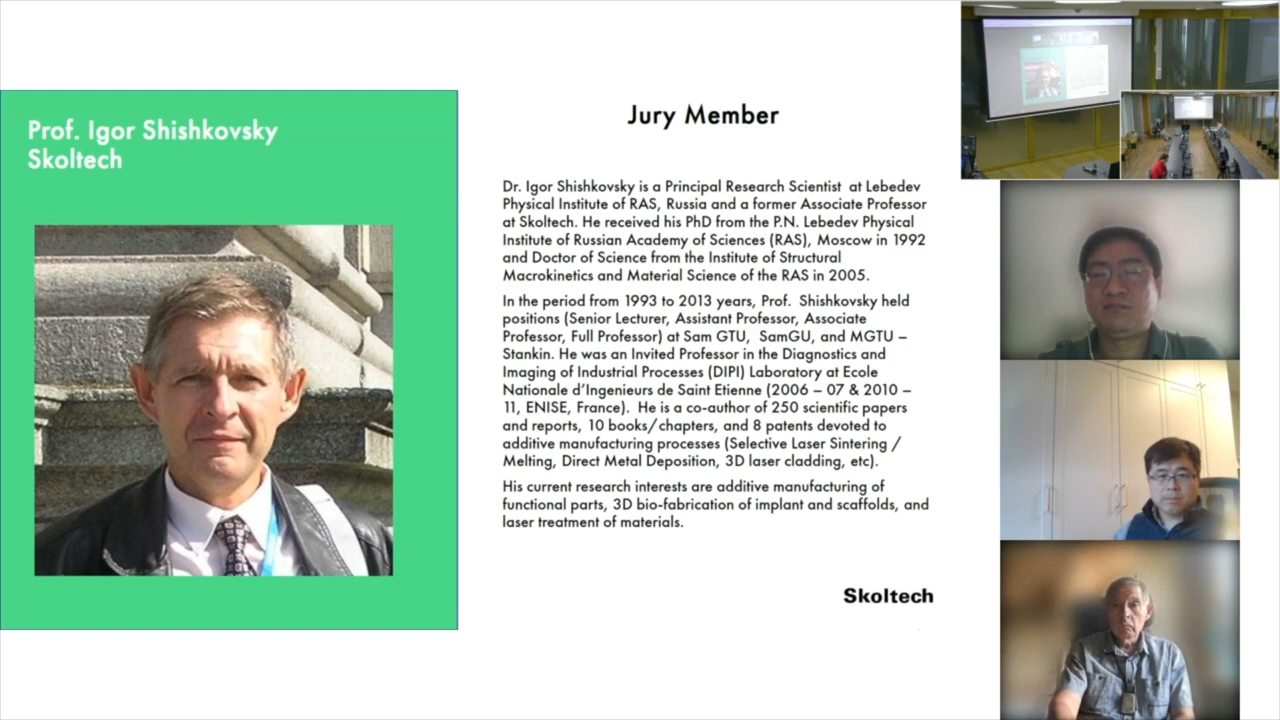 Prof. Igor Shishkovsky
Skoltech
Jury Member
Dr. Igor Shishkovsky is a Principal Research Scientist at Lebedev
Physical Institute of RAS, Russia and a former Associate Professor
at Skoltech. He received his PhD from the P.N. Lebedev Physical
Institute of Russian Academy of Sciences (RAS), Moscow in 1992
and Doctor of Science from the Institute of Structural
Macrokinetics and Material Science of the RAS in 2005.
In the period from 1993 to 2013 years, Prof. Shishkovsky held
positions (Senior Lecturer, Assistant Professor, Associate
Professor, Full Professor) at Sam GTU, SamGU, and MGTU –
Stankin. He was an Invited Professor in the Diagnostics and
Imaging of Industrial Processes (DIPI) Laboratory at Ecole
Nationale d'Ingenieurs de Saint Etienne (2006 – 07 & 2010 –
11, ENISE, France). He is a co-author of 250 scientific papers
and reports, 10 books/chapters, and 8 patents devoted to
additive manufacturing processes (Selective Laser Sintering /
Melting, Direct Metal Deposition, 3D laser cladding, etc).
His current research interests are additive manufacturing of
functional parts, 3D bio-fabrication of implant and scaffolds, and
laser treatment of materials.
Skoltech